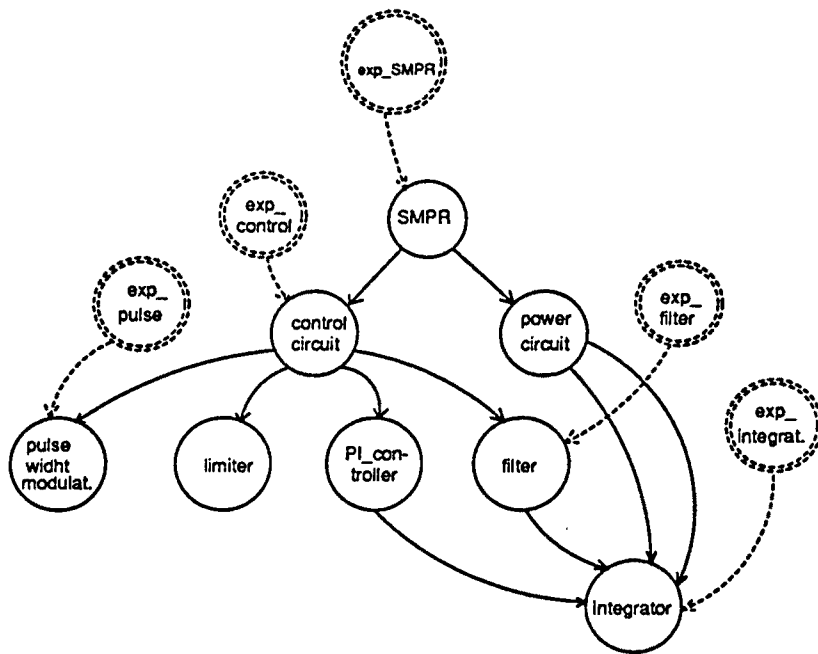 exp_SMPR
exp_
control
SMPR
exp_
pulse
exp_
filter
control
circuit
power
circuit
exp_
integrat.
pulse
widht
modulat.
limiter
PI_con-
troller
filter
integrator